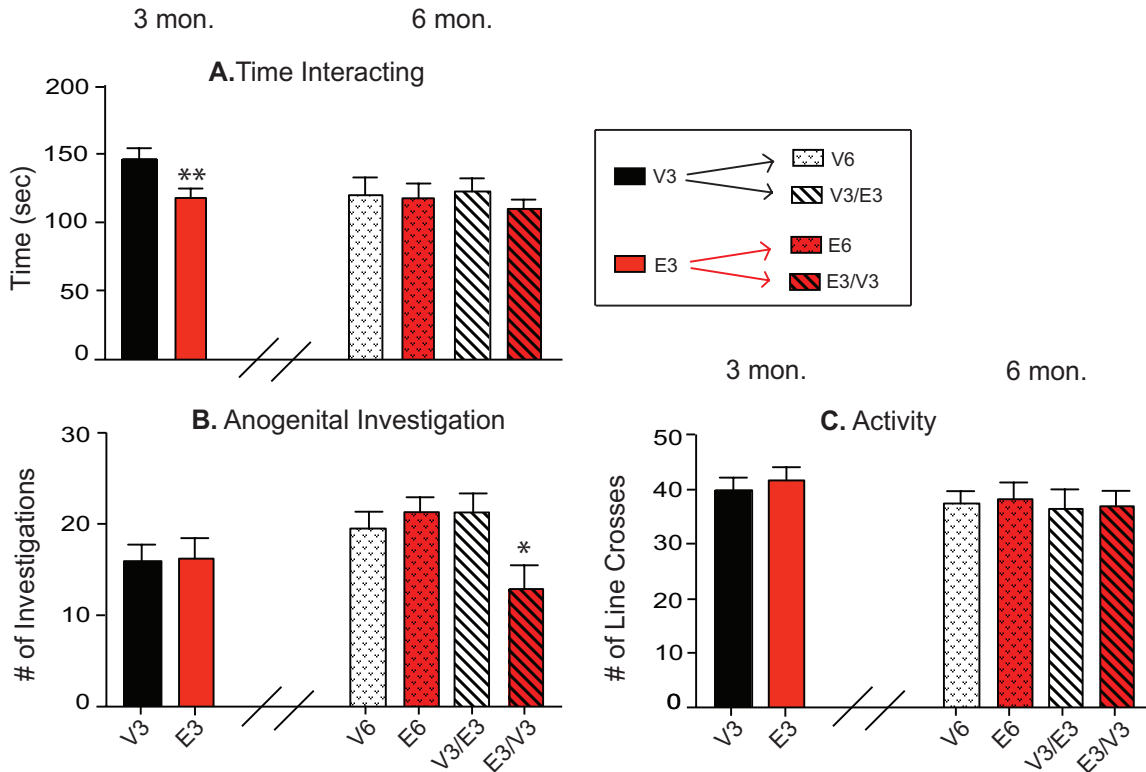 3 mon. 6 mon.
A.Time Interacting
Time (sec)
200
150
100
50
0
**
V3
V6
V3/E3
E3
E6
E3/V3
B. Anogenital Investigation
# of Investigations
30
20
10
0
*
V3 E3 V6 E6 V3/E3 E3/V3
3 mon. 6 mon.
C. Activity
# of Line Crosses
50
40
30
20
10
0
V3 E3 V6 E6 V3/E3 E3/V3